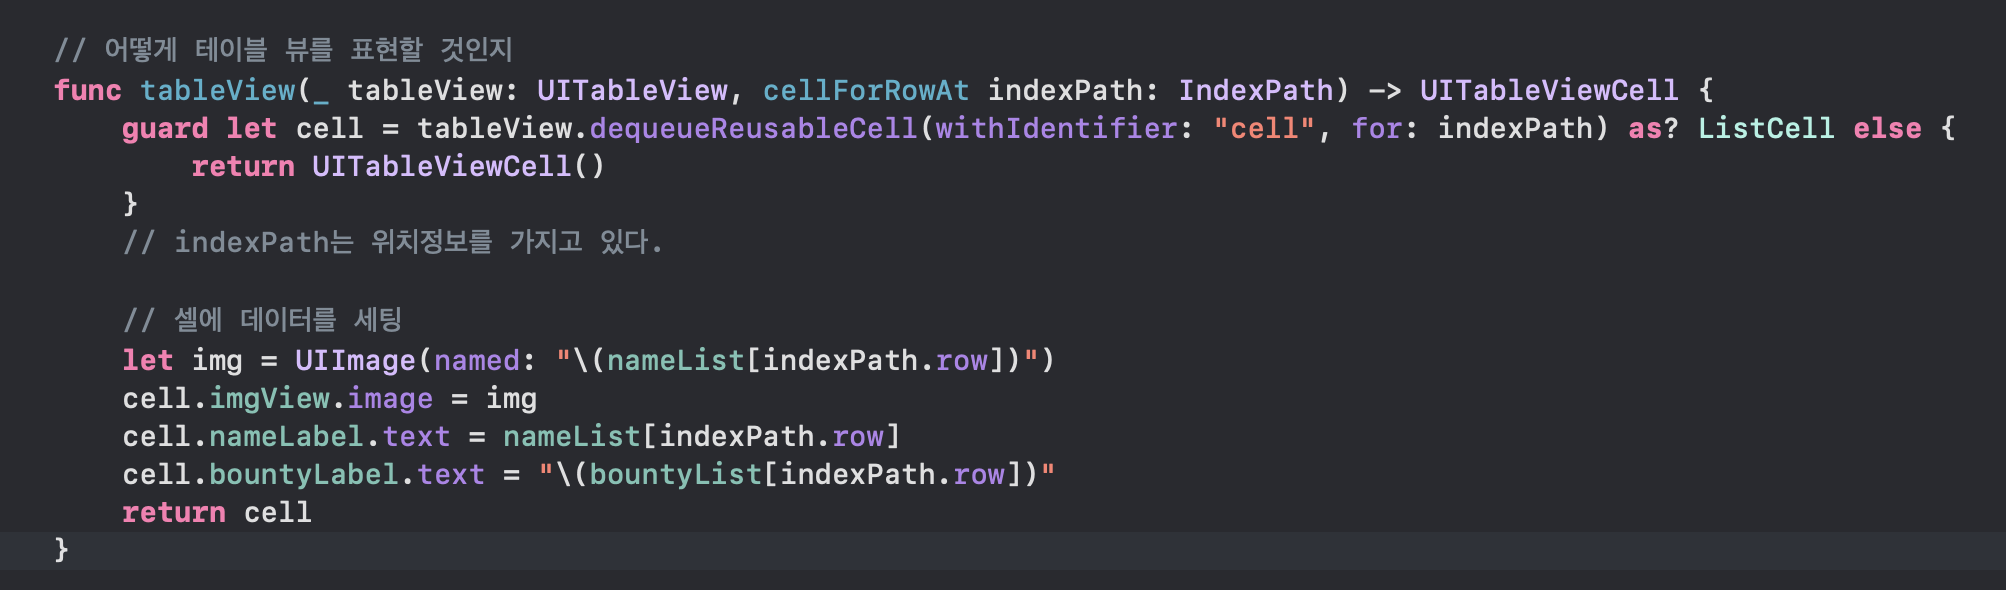 // 어떻게 테이블 뷰를 표현할 것인지
func tableView(_ tableView: UITableView, cellForRowAt indexPath: IndexPath) -> UITableViewCell {
    guard let cell = tableView.dequeueReusableCell(withIdentifier: "cell", for: indexPath) as? ListCell else {
        return UITableViewCell()
    }
    // indexPath는 위치정보를 가지고 있다.

    // 셀에 데이터를 세팅
    let img = UIImage(named: "\(nameList[indexPath.row])")
    cell.imgView.image = img
    cell.nameLabel.text = nameList[indexPath.row]
    cell.bountyLabel.text = "\(bountyList[indexPath.row])"
    return cell
}